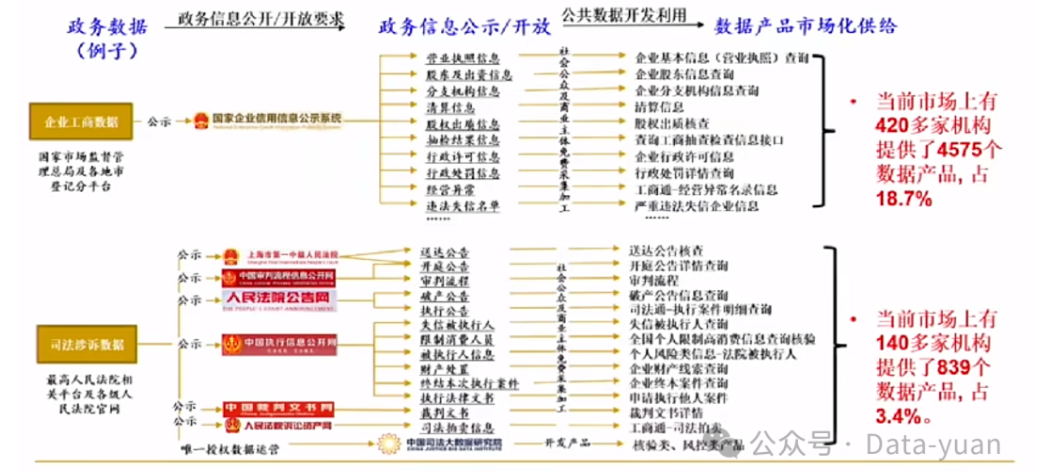 政务数据
（例子）
政务信息公开/开放要求
政务信息公示/开放
公共数据开发利用
数据产品市场化供给
企业工商数据
公示
国家企业信用信息公示系统
国家市场监督管
理总局及各地市
登记分平台
营业执照信息
股东及出资信息
分支机构信息
清算信息
股权出质信息
抽检结果信息
行政许可信息
行政处罚信息
经营异常
违法失信名单
······
社会公众及商业主体免费采集加工
企业基本信息（营业执照）查询
企业股东信息查询
企业分支机构信息查询
清算信息
股权出质核查
查询工商抽查检查信息接口
企业行政许可信息
行政处罚详情查询
工商通-经营异常名录信息
严重违法失信企业信息
······
• 当前市场上有
420多家机构
提供了4575个
数据产品, 占
18.7%
司法涉诉数据
最高人民法院相
关平台及各级人
民法院官网
公示
上海市第一中级人民法院
公示
中国审判流程信息公开网
公示
人民法院公告网
THE PEOPLE'S COURT ANNOUNCEMENT
公示
中国执行信息公开网
公示
中国裁判文书网
公示
人民法院诉讼资产网
唯一授权数据运营
中国司法大数据研究院
CHINA JUSTICE BIG DATA INSTITUTE
开发产品
送达公告
开庭公告
审判流程
破产公告
执行公告
失信被执行人
限制消费人员
被执行人信息
财产处置
终结本次执行案件
执行法律文书
裁判文书
司法拍卖信息
社会公众及商业主体免费采集加工
送达公告核查
开庭公告详情查询
审判流程
破产公告信息查询
司法通-执行案件明细查询
失信被执行人查询
全国个人限制高消费信息查询核验
个人风险类信息-法院被执行人
企业财产线索查询
企业终本案件查询
申请执行他人案件
裁判文书详情
工商通-司法拍卖
核验类、风控类产品
• 当前市场上有
140多家机构
提供了839个
数据产品, 占
3.4%。
公众号 · Data-yuan